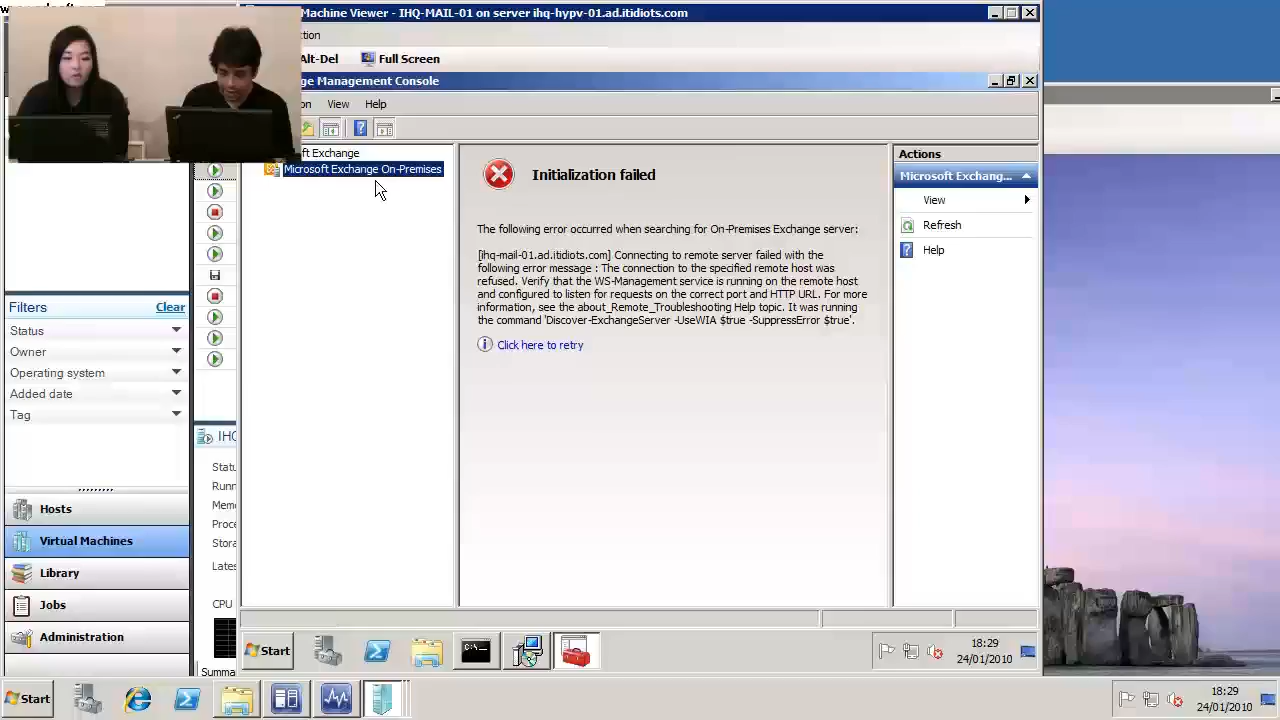 Machine Viewer - IHQ-MAIL-01 on server ihq-hypv-01.ad.itidiots.com
ction
Alt-Del
Full Screen
ge Management Console
on
View
Help
ft Exchange
Microsoft Exchange On-Premises
Initialization failed
The following error occurred when searching for On-Premises Exchange server:
[ihq-mail-01.ad.itidiots.com] Connecting to remote server failed with the
following error message : The connection to the specified remote host was
refused. Verify that the WS-Management service is running on the remote host
and configured to listen for requests on the correct port and HTTP URL. For more
information, see the about_Remote_Troubleshooting Help topic. It was running
the command 'Discover-ExchangeServer -UseWIA $true -SuppressError $true'.
Click here to retry
Actions
Microsoft Exchang...
View
Refresh
Help
Filters
Clear
Status
Owner
Operating system
Added date
Tag
Hosts
Virtual Machines
Library
Jobs
Administration
IHQ
Statu
Runn
Memo
Proce
Stora
Lates
CPU
Summa
Start
C:\
18:29
24/01/2010
Start
18:29
24/01/2010